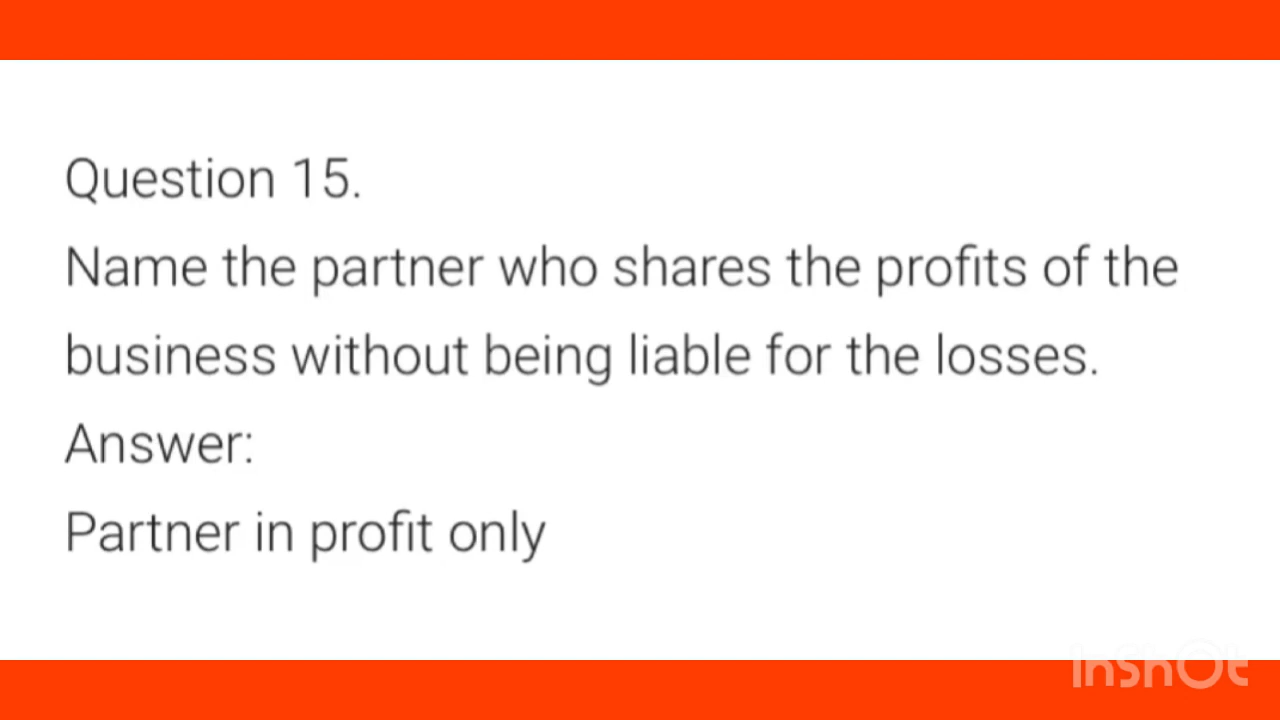 Question 15.
Name the partner who shares the profits of the
business without being liable for the losses.
Answer:
Partner in profit only
InShOt